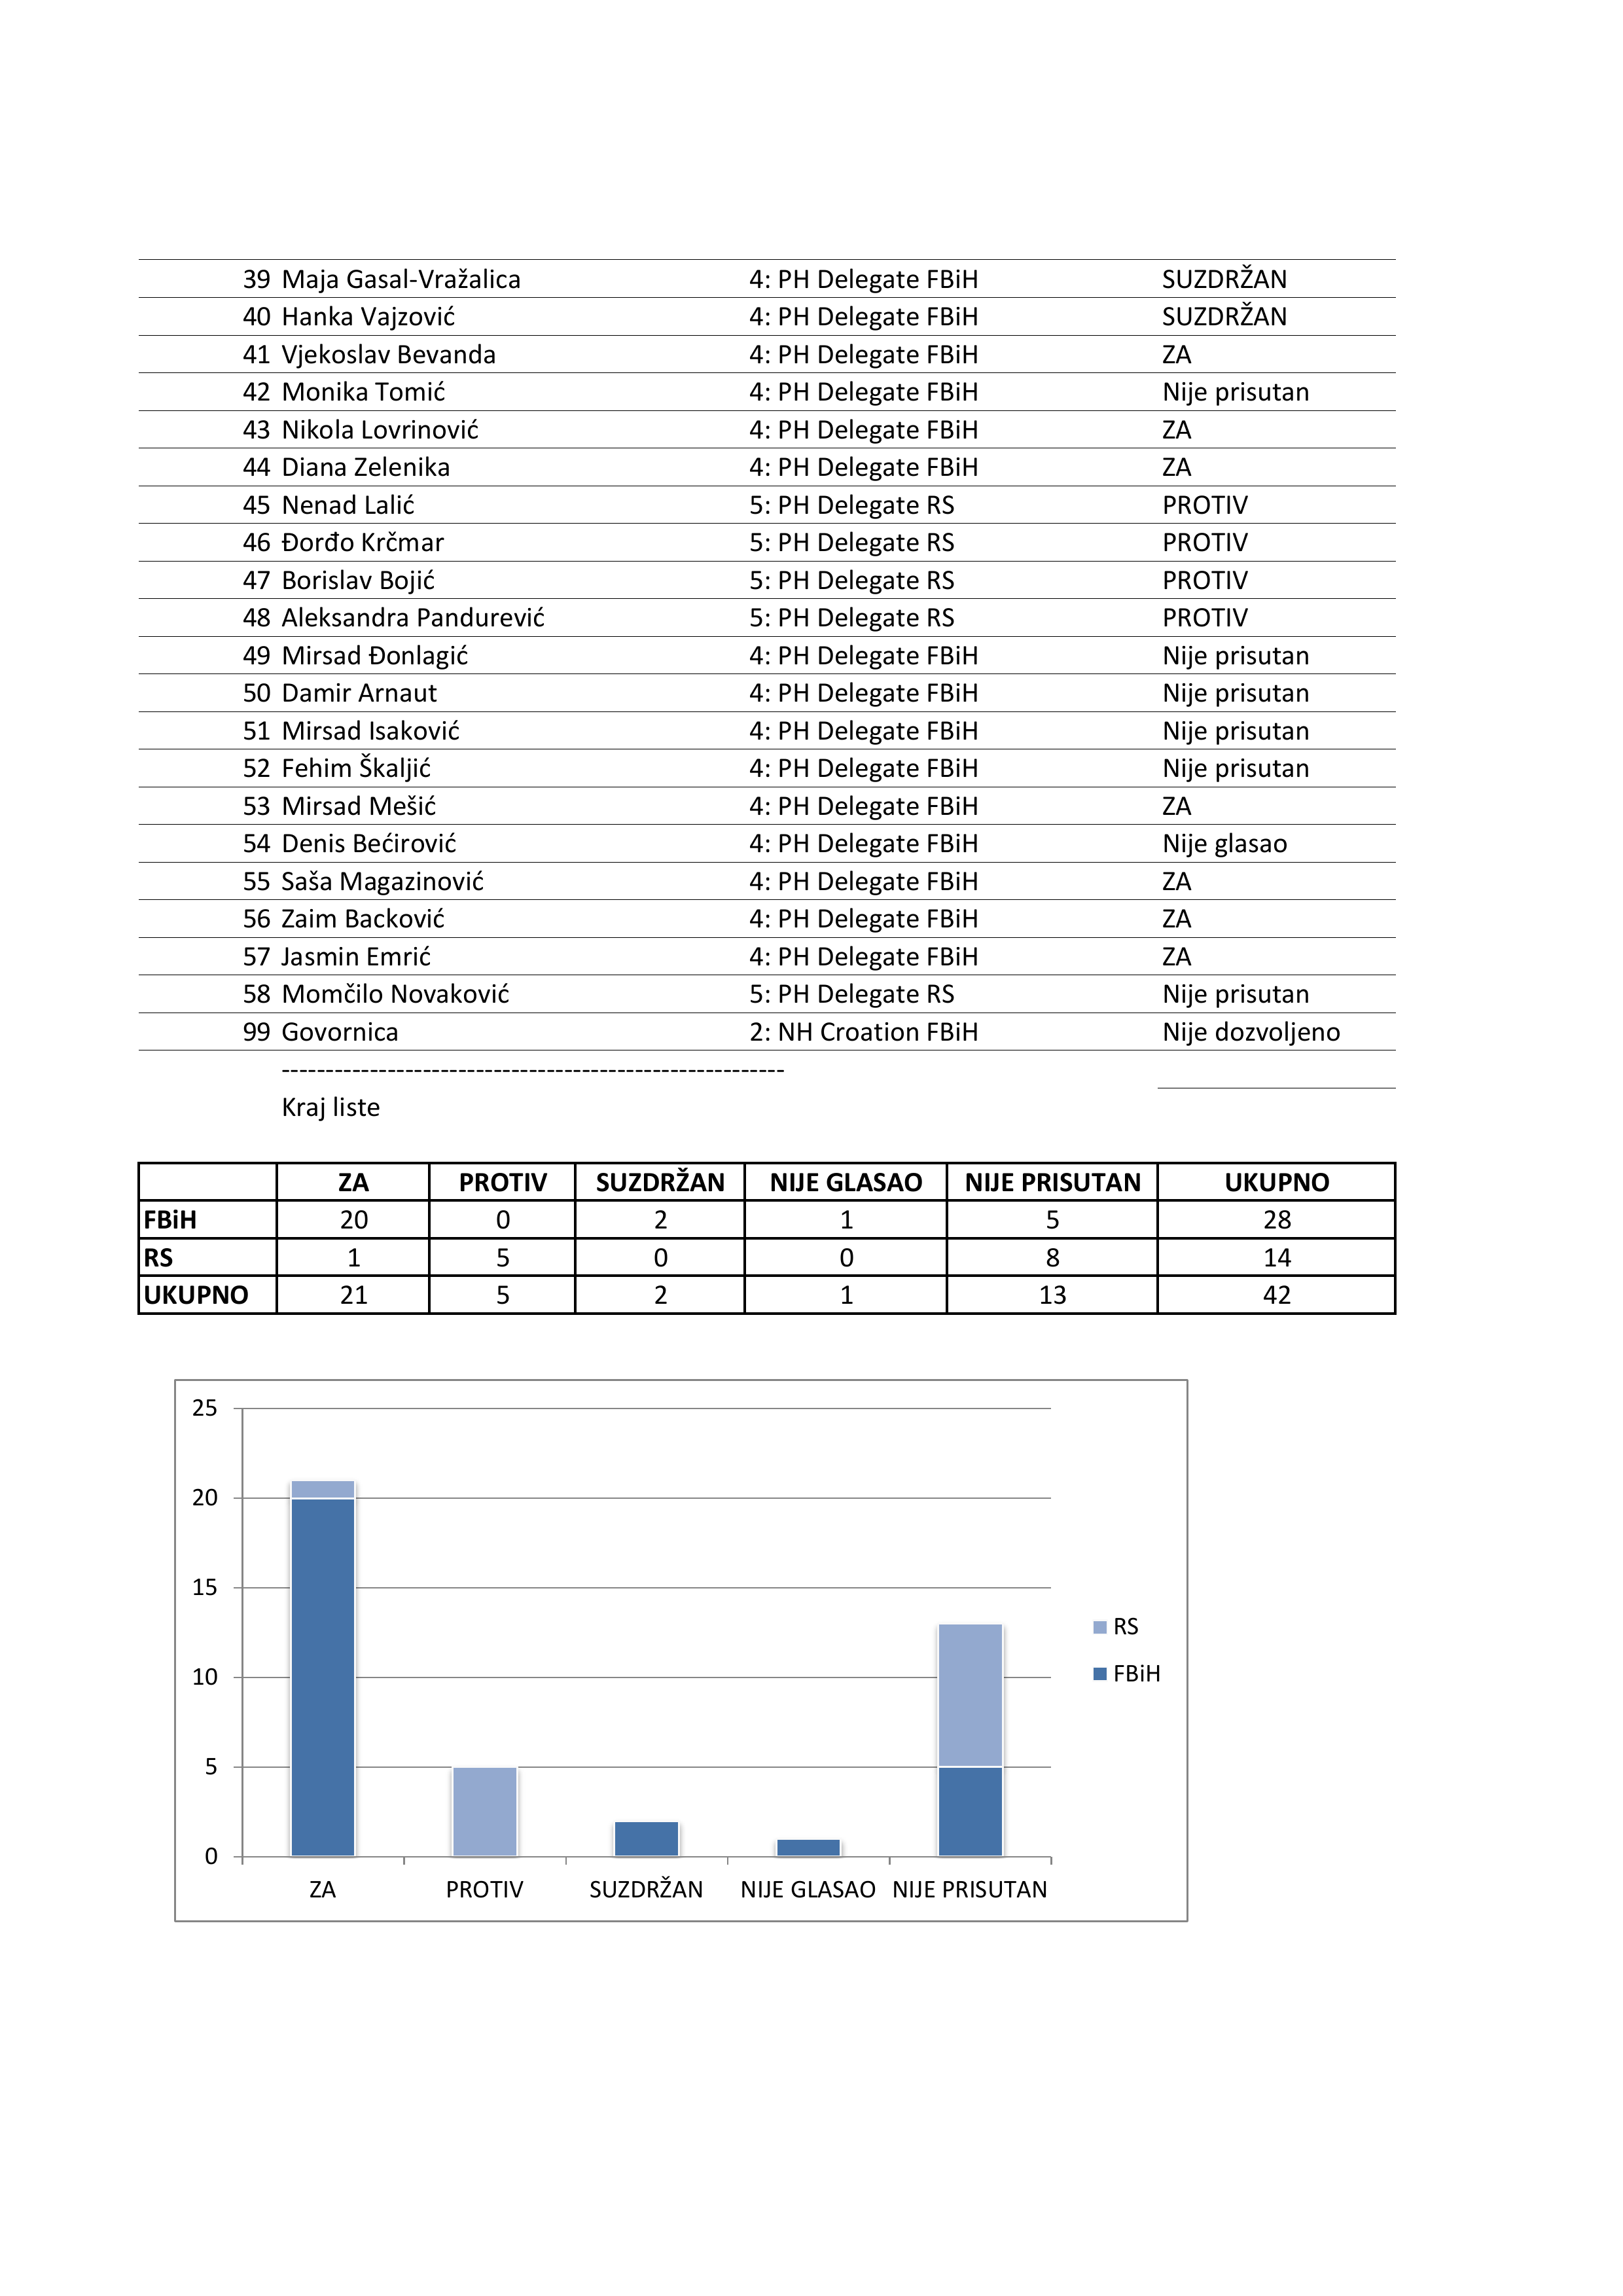 39 Maja Gasal-Vražalica 4: PH Delegate FBiH SUZDRŽAN
40 Hanka Vajzović 4: PH Delegate FBiH SUZDRŽAN
41 Vjekoslav Bevanda 4: PH Delegate FBiH ZA
42 Monika Tomić 4: PH Delegate FBiH Nije prisutan
43 Nikola Lovrinović 4: PH Delegate FBiH ZA
44 Diana Zelenika 4: PH Delegate FBiH ZA
45 Nenad Lalić 5: PH Delegate RS PROTIV
46 Đorđo Krčmar 5: PH Delegate RS PROTIV
47 Borislav Bojić 5: PH Delegate RS PROTIV
48 Aleksandra Pandurević 5: PH Delegate RS PROTIV
49 Mirsad Đonlagić 4: PH Delegate FBiH Nije prisutan
50 Damir Arnaut 4: PH Delegate FBiH Nije prisutan
51 Mirsad Isaković 4: PH Delegate FBiH Nije prisutan
52 Fehim Škaljić 4: PH Delegate FBiH Nije prisutan
53 Mirsad Mešić 4: PH Delegate FBiH ZA
54 Denis Bećirović 4: PH Delegate FBiH Nije glasao
55 Saša Magazinović 4: PH Delegate FBiH ZA
56 Zaim Backović 4: PH Delegate FBiH ZA
57 Jasmin Emrić 4: PH Delegate FBiH ZA
58 Momčilo Novaković 5: PH Delegate RS Nije prisutan
99 Govornica 2: NH Croation FBiH Nije dozvoljeno
---------------------------------------------------------
Kraj liste
ZA PROTIV SUZDRŽAN NIJE GLASAO NIJE PRISUTAN UKUPNO
FBiH 20 0 2 1 5 28
RS 1 5 0 0 8 14
UKUPNO 21 5 2 1 13 42
25
20
15
10
5
0
ZA PROTIV SUZDRŽAN NIJE GLASAO NIJE PRISUTAN
RS
FBiH